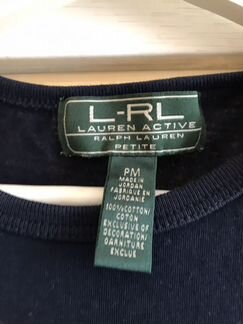 L-RL
LAUREN ACTIVE
RALPH LAUREN
PETITE
PM
MADE IN
JORDAN
FABRIQUE EN
JORDANIE
100%COTTON/
COTON
EXCLUSIVE OF
DECORATION/
GARNITURE
EXCLUE